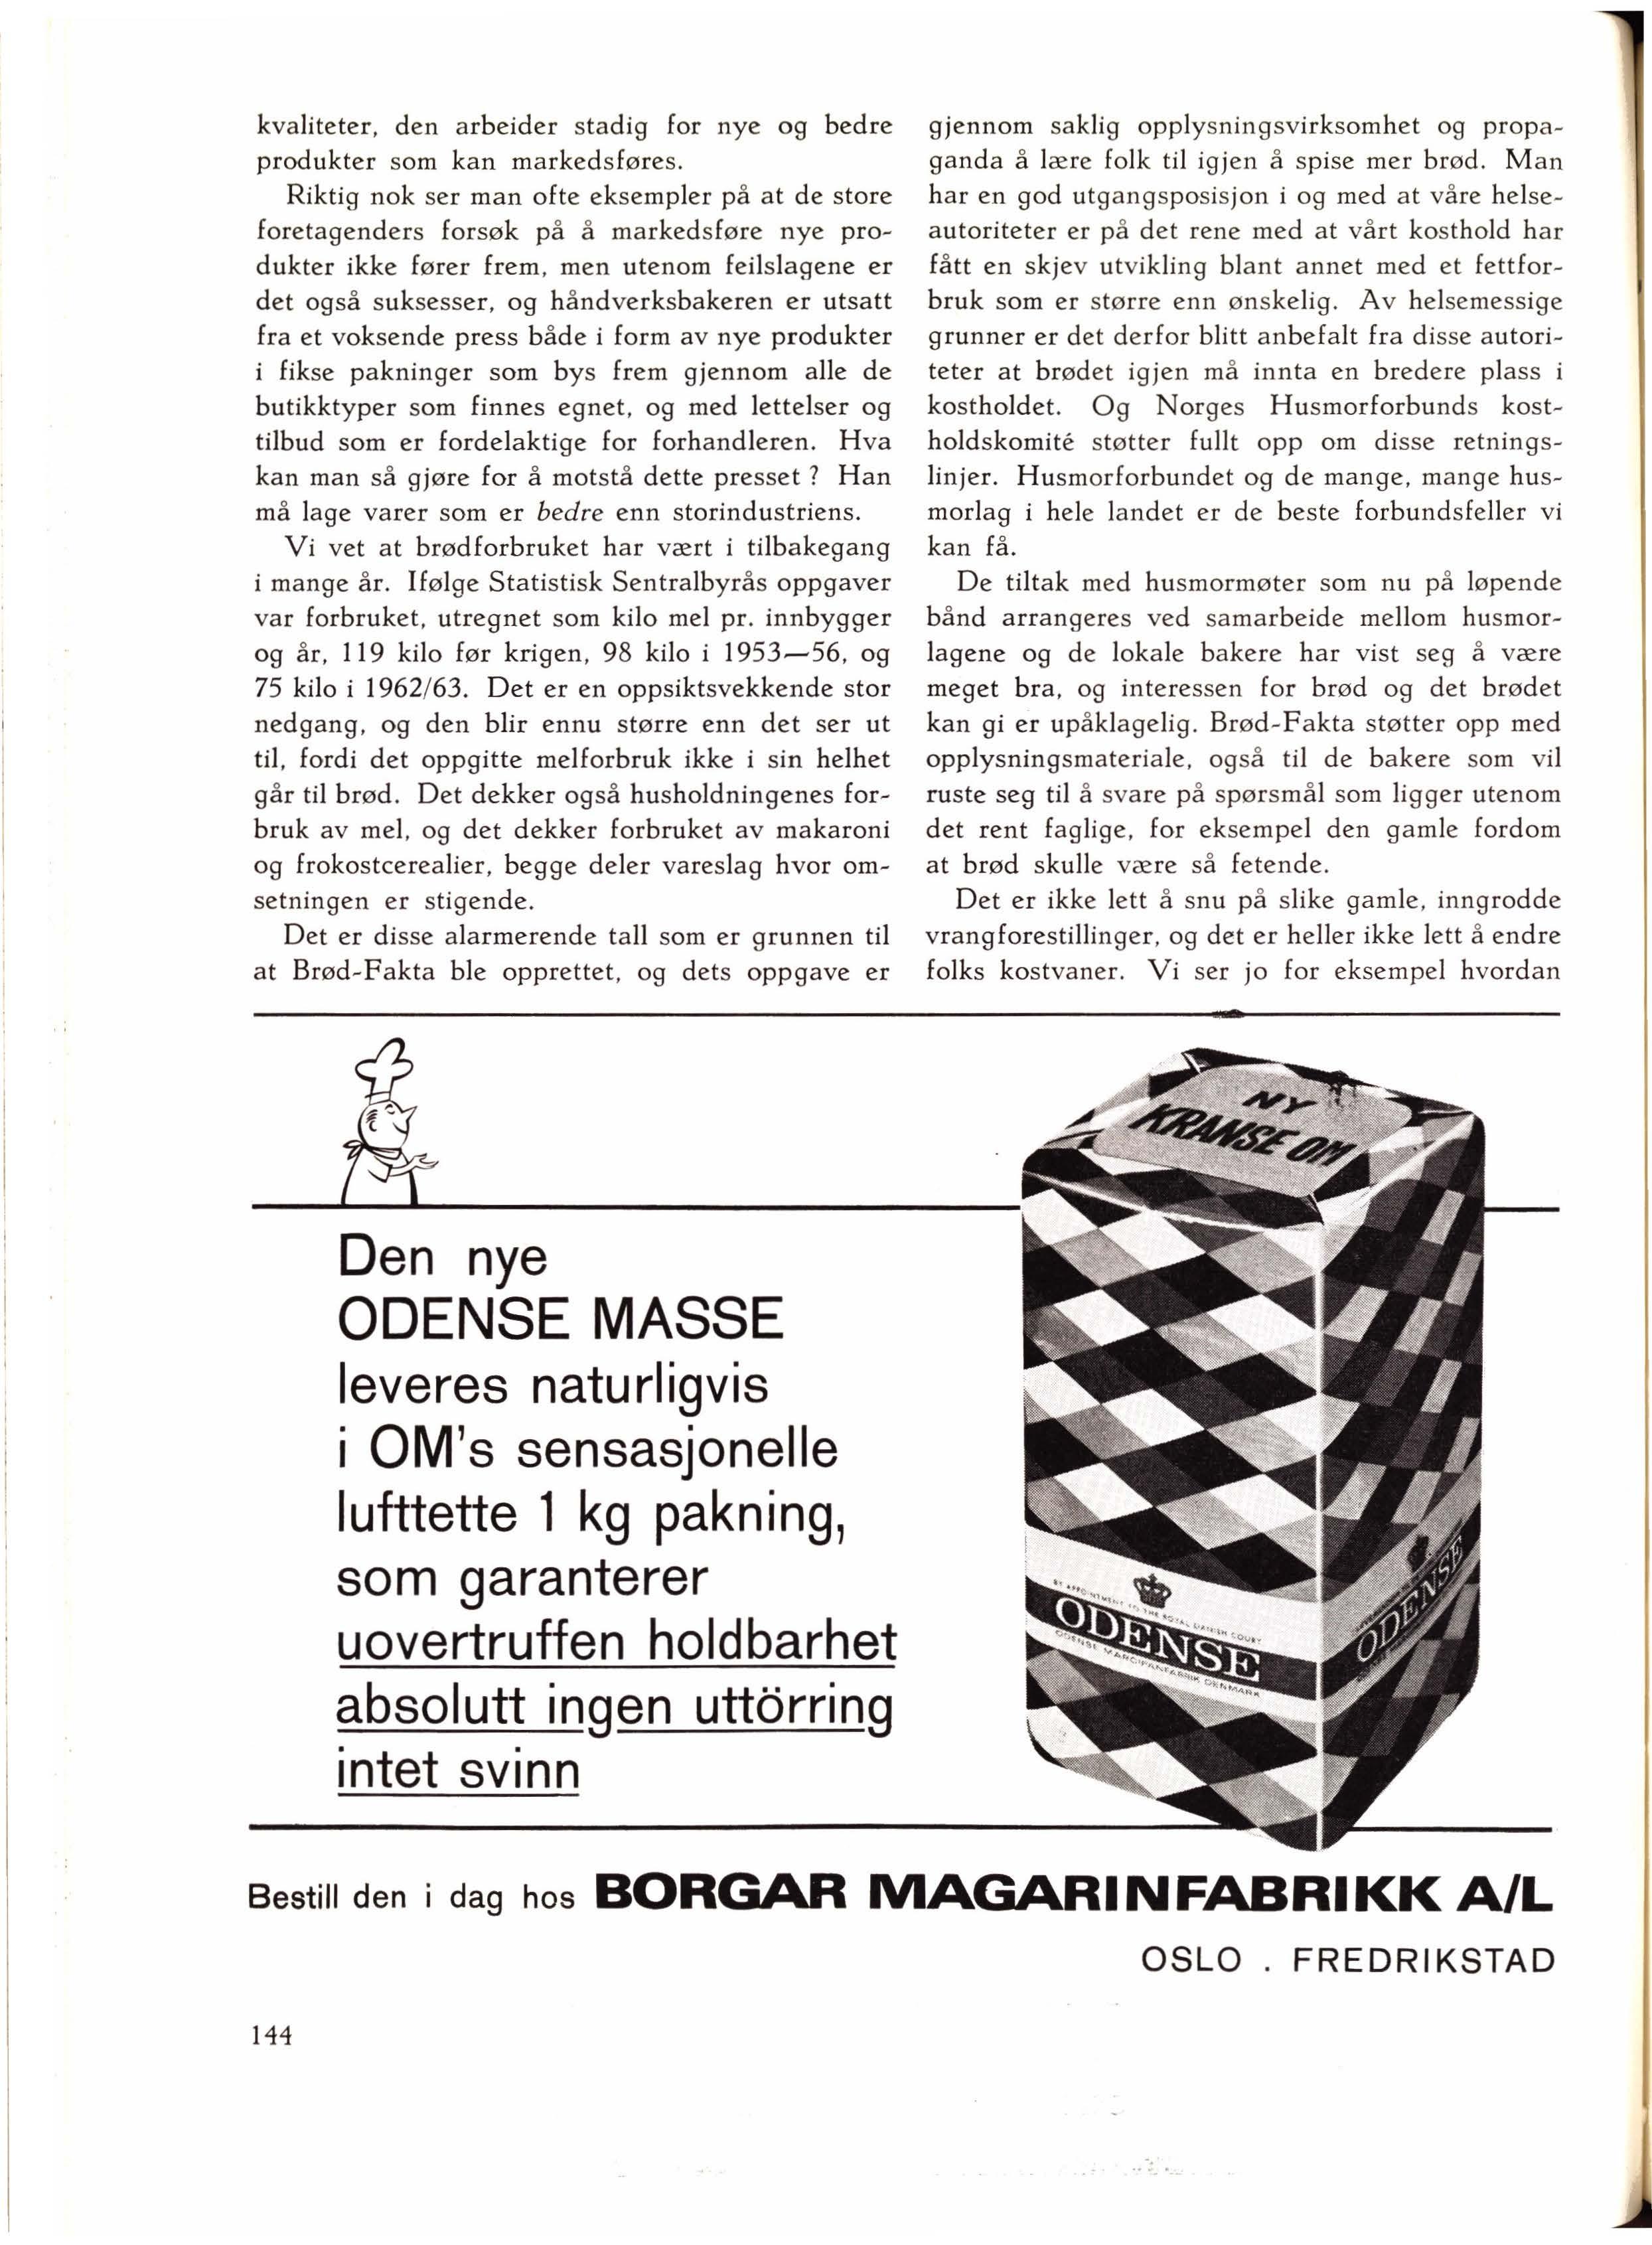 kvaliteter, den arbeider stadig for nye og bedre
produkter som kan markedsføres.
Riktig nok ser man ofte eksempler på at de store
foretagenders forsøk på å markedsføre nye pro-
dukter ikke fører frem, men utenom feilslagene er
det også suksesser, og håndverksbakeren er utsatt
fra et voksende press både i form av nye produkter
i fikse pakninger som bys frem gjennom alle de
butikktyper som finnes egnet, og med lettelser og
tilbud som er fordelaktige for forhandleren. Hva
kan man så gjøre for å motstå dette presset ? Han
må lage varer som er bedre enn storindustriens.
Vi vet at brødforbruket har vært i tilbakegang
i mange år. Ifølge Statistisk Sentralbyrås oppgaver
var forbruket, utregnet som kilo mel pr. innbygger
og år, 119 kilo før krigen, 98 kilo i 1953—56, og
75 kilo i 1962/63. Det er en oppsiktsvekkende stor
nedgang, og den blir ennu større enn det ser ut
til, fordi det oppgitte melforbruk ikke i sin helhet
går til brød. Det dekker også husholdningenes for-
bruk av mel, og det dekker forbruket av makaroni
og frokostcerealier, begge deler vareslag hvor om-
setningen er stigende.
Det er disse alarmerende tall som er grunnen til
at Brød-Fakta ble opprettet, og dets oppgave er
gjennom saklig opplysningsvirksomhet og propa-
ganda å lære folk til igjen å spise mer brød. Man
har en god utgangsposisjon i og med at våre helse-
autoriteter er på det rene med at vårt kosthold har
fått en skjev utvikling blant annet med et fettfor-
bruk som er større enn ønskelig. Av helsemessige
grunner er det derfor blitt anbefalt fra disse autori-
teter at brødet igjen må innta en bredere plass i
kostholdet. Og Norges Husmorforbunds kost-
holdskomité støtter fullt opp om disse retnings-
linjer. Husmorforbundet og de mange, mange hus-
morlag i hele landet er de beste forbundsfeller vi
kan få.
De tiltak med husmormøter som nu på løpende
bånd arrangeres ved samarbeide mellom husmor-
lagene og de lokale bakere har vist seg å være
meget bra, og interessen for brød og det brødet
kan gi er upåklagelig. Brød-Fakta støtter opp med
opplysningsmateriale, også til de bakere som vil
ruste seg til å svare på spørsmål som ligger utenom
det rent faglige, for eksempel den gamle fordom
at brød skulle være så fetende.
Det er ikke lett å snu på slike gamle, inngrodde
vrangforestillinger, og det er heller ikke lett å endre
folks kostvaner. Vi ser jo for eksempel hvordan
NY
KRANSE OM
Den nye
ODENSE MASSE
leveres naturligvis
i OM's sensasjonelle
lufttette 1 kg pakning,
som garanterer
uovertruffen holdbarhet
absolutt ingen uttörring
intet svinn
BY APPOINTMENT TO THE ROYAL DANISH COURT
ODENSE
ODENSE MARCIPANFABRIK DENMARK
ODENSE
Bestill den i dag hos BORGAR MAGARINFABRIKK A/L
OSLO . FREDRIKSTAD
144